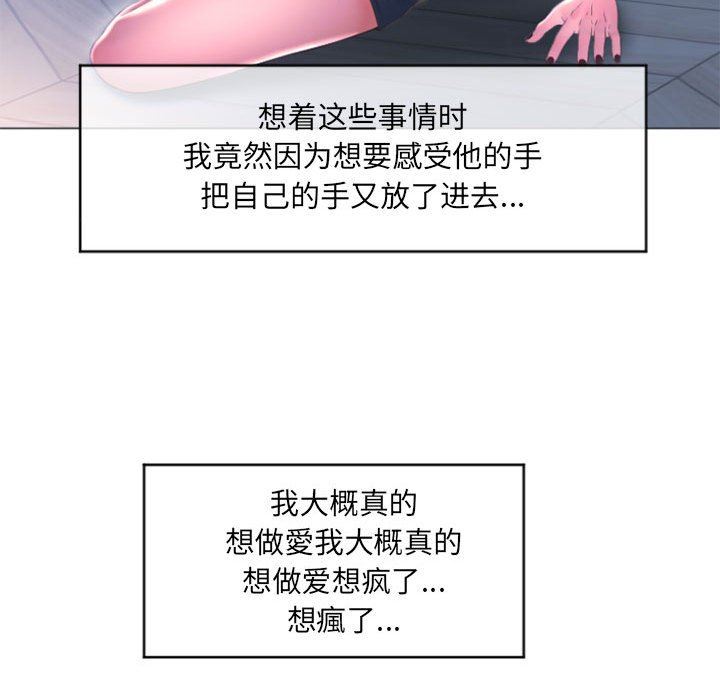 想着这些事情时
我竟然因为想要感受他的手
把自己的手又放了进去...
我大概真的
想做愛我大概真的
想做爱想疯了...
想瘋了...